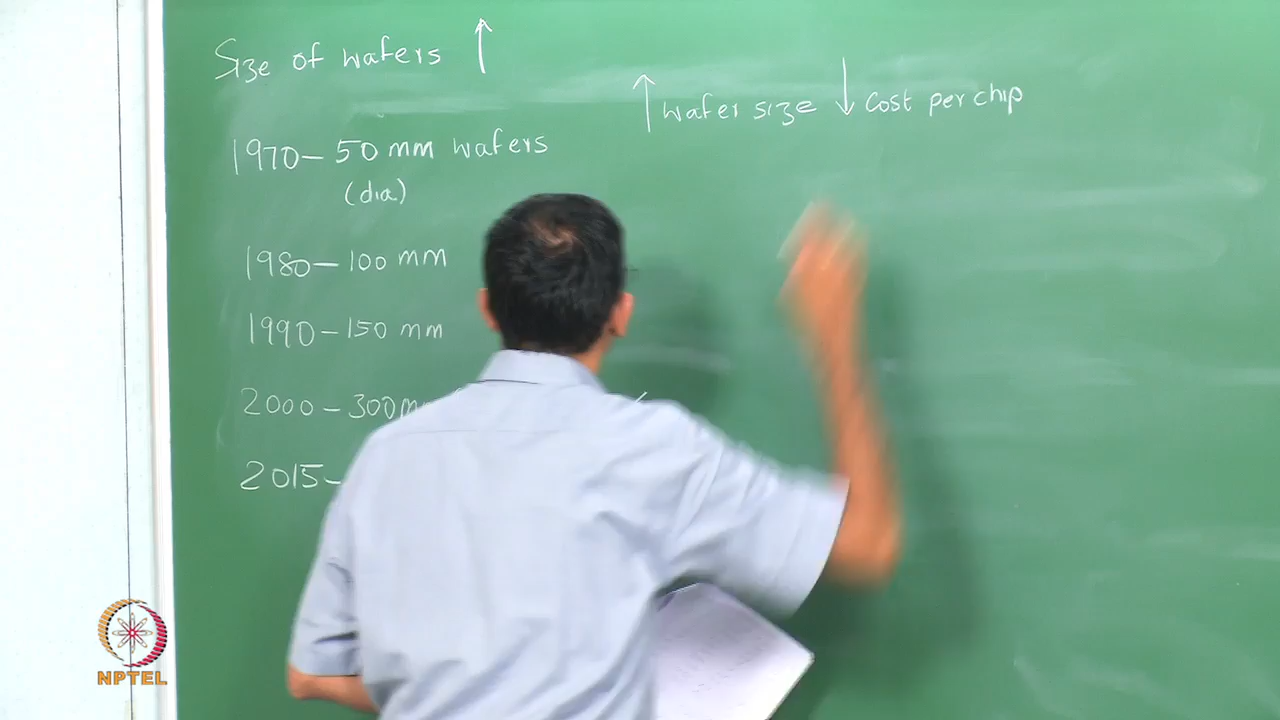 Size of wafers ↑
↑ wafer size ↓ cost per chip
1970 – 50 mm wafers
(dia)
1980 – 100 mm
1990 – 150 mm
2000 – 300 m
2015 –
NPTEL